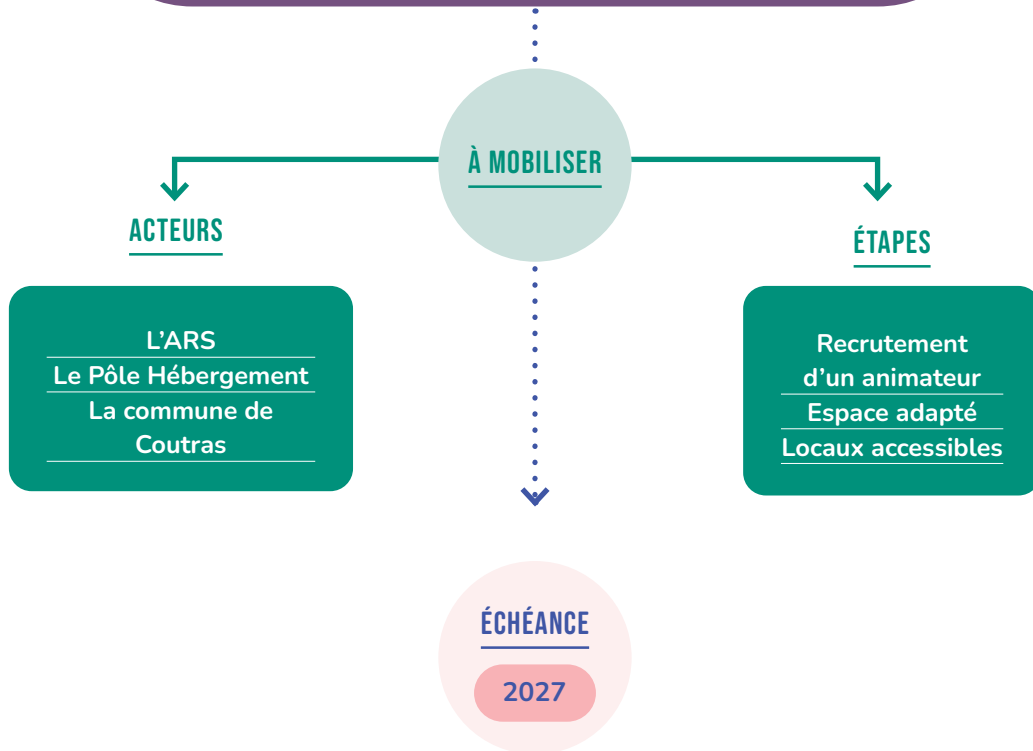 À MOBILISER
ACTEURS
L'ARS
Le Pôle Hébergement
La commune de
Coutras
ÉTAPES
Recrutement
d'un animateur
Espace adapté
Locaux accessibles
ÉCHÉANCE
2027